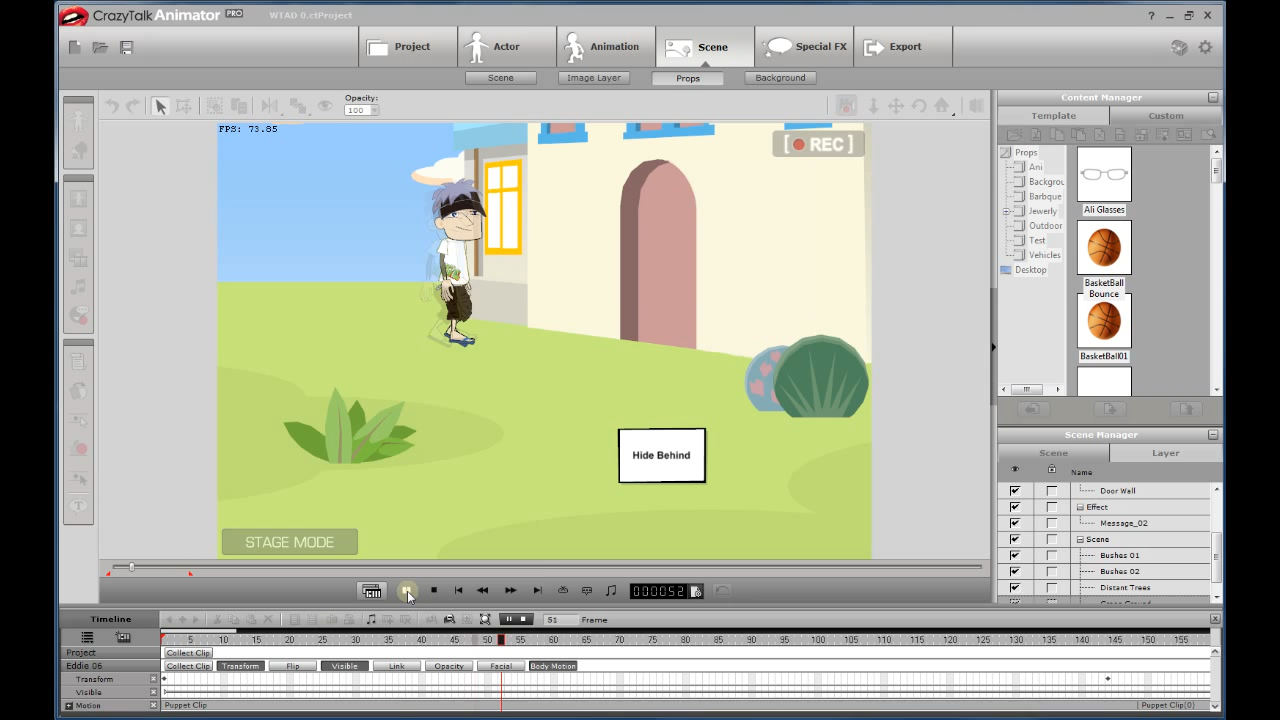 CrazyTalk Animator PRO WTAD 0.ctProject
Project Actor Animation Scene Special FX Export
Scene Image Layer Props Background
Opacity:
100
Content Manager
Template Custom
FPS: 73.85
[ REC ]
Props
Ani
Backgrou
Barbque
Jewerly
Outdoor
Test
Vehicles
Desktop
Ali Glasses
BasketBall
Bounce
BasketBall01
Hide Behind
STAGE MODE
Scene Manager
Scene Layer
Name
Door Wall
Effect
Message_02
Scene
Bushes 01
Bushes 02
Distant Trees
000052
Timeline 51 Frame
5 10 15 20 25 30 35 40 45 50 55 60 65 70 75 80 85 90 95 100 105 110 115 120 125 130 135 140 145 150 155
Project Collect Clip
Eddie 06 Collect Clip Transform Flip Visible Link Opacity Facial Body Motion
Transform
Visible
Motion Puppet Clip Puppet Clip(0)